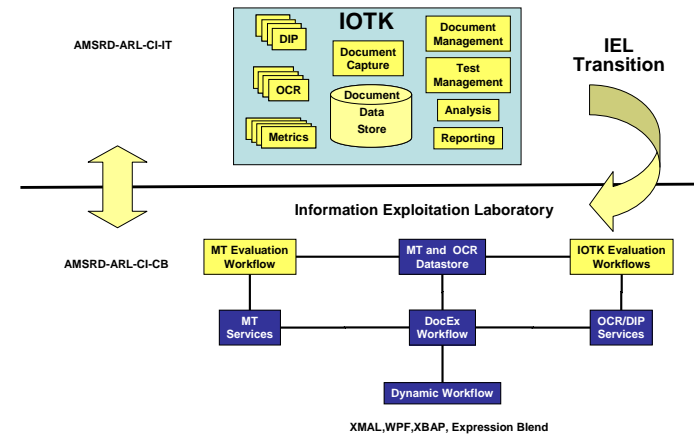 IOTK
DIP
OCR
Metrics
Document
Capture
Document
Data
Store
Document
Management
Test
Management
Analysis
Reporting
AMSRD-ARL-CI-IT
IEL
Transition
Information Exploitation Laboratory
AMSRD-ARL-CI-CB
MT Evaluation
Workflow
MT and OCR
Datastore
IOTK Evaluation
Workflows
MT
Services
DocEx
Workflow
OCR/DIP
Services
Dynamic Workflow
XMAL,WPF,XBAP, Expression Blend